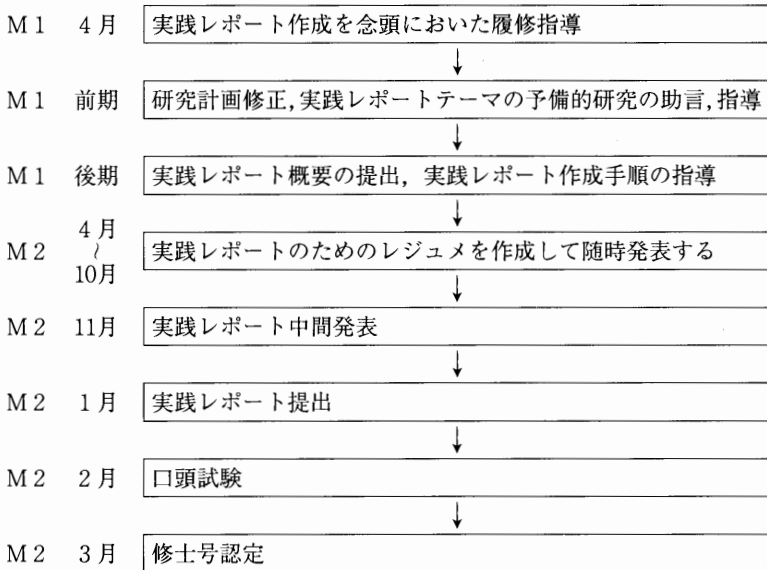 M1 4月 実践レポート作成を念頭においた履修指導
↓
M1 前期 研究計画修正,実践レポートテーマの予備的研究の助言,指導
↓
M1 後期 実践レポート概要の提出，実践レポート作成手順の指導
↓
M2 4月～10月 実践レポートのためのレジュメを作成して随時発表する
↓
M2 11月 実践レポート中間発表
↓
M2 1月 実践レポート提出
↓
M2 2月 口頭試験
↓
M2 3月 修士号認定